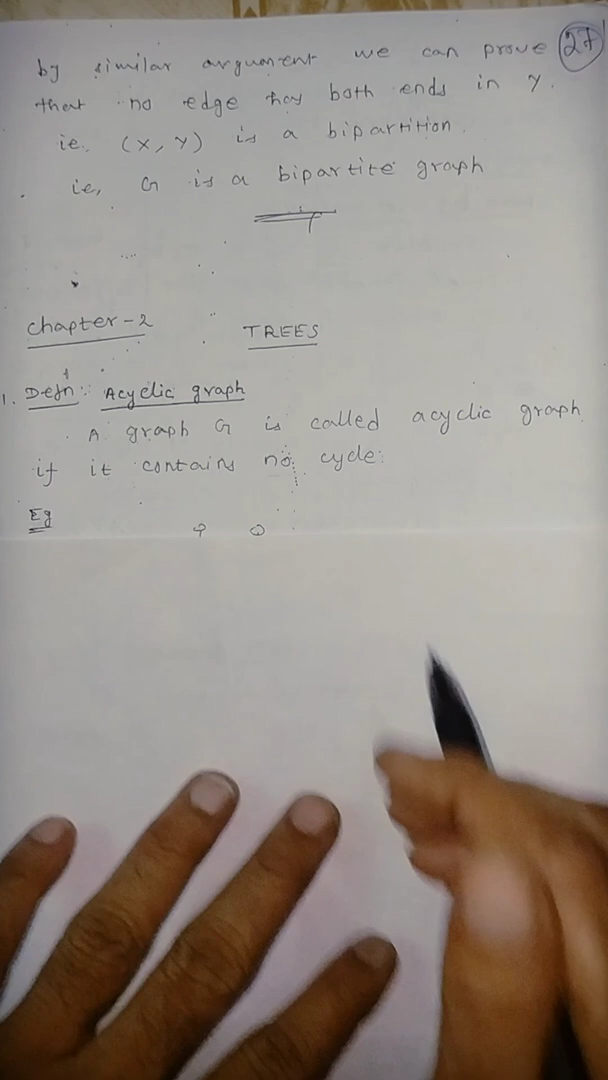 by similar argument we can prove 27
that no edge has both ends in Y.
ie. (X, Y) is a bipartition.
ie, G is a bipartite graph
Chapter-2 TREES
1. Defn: Acyclic graph
A graph G is called acyclic graph
if it contains no cycle.
Eg